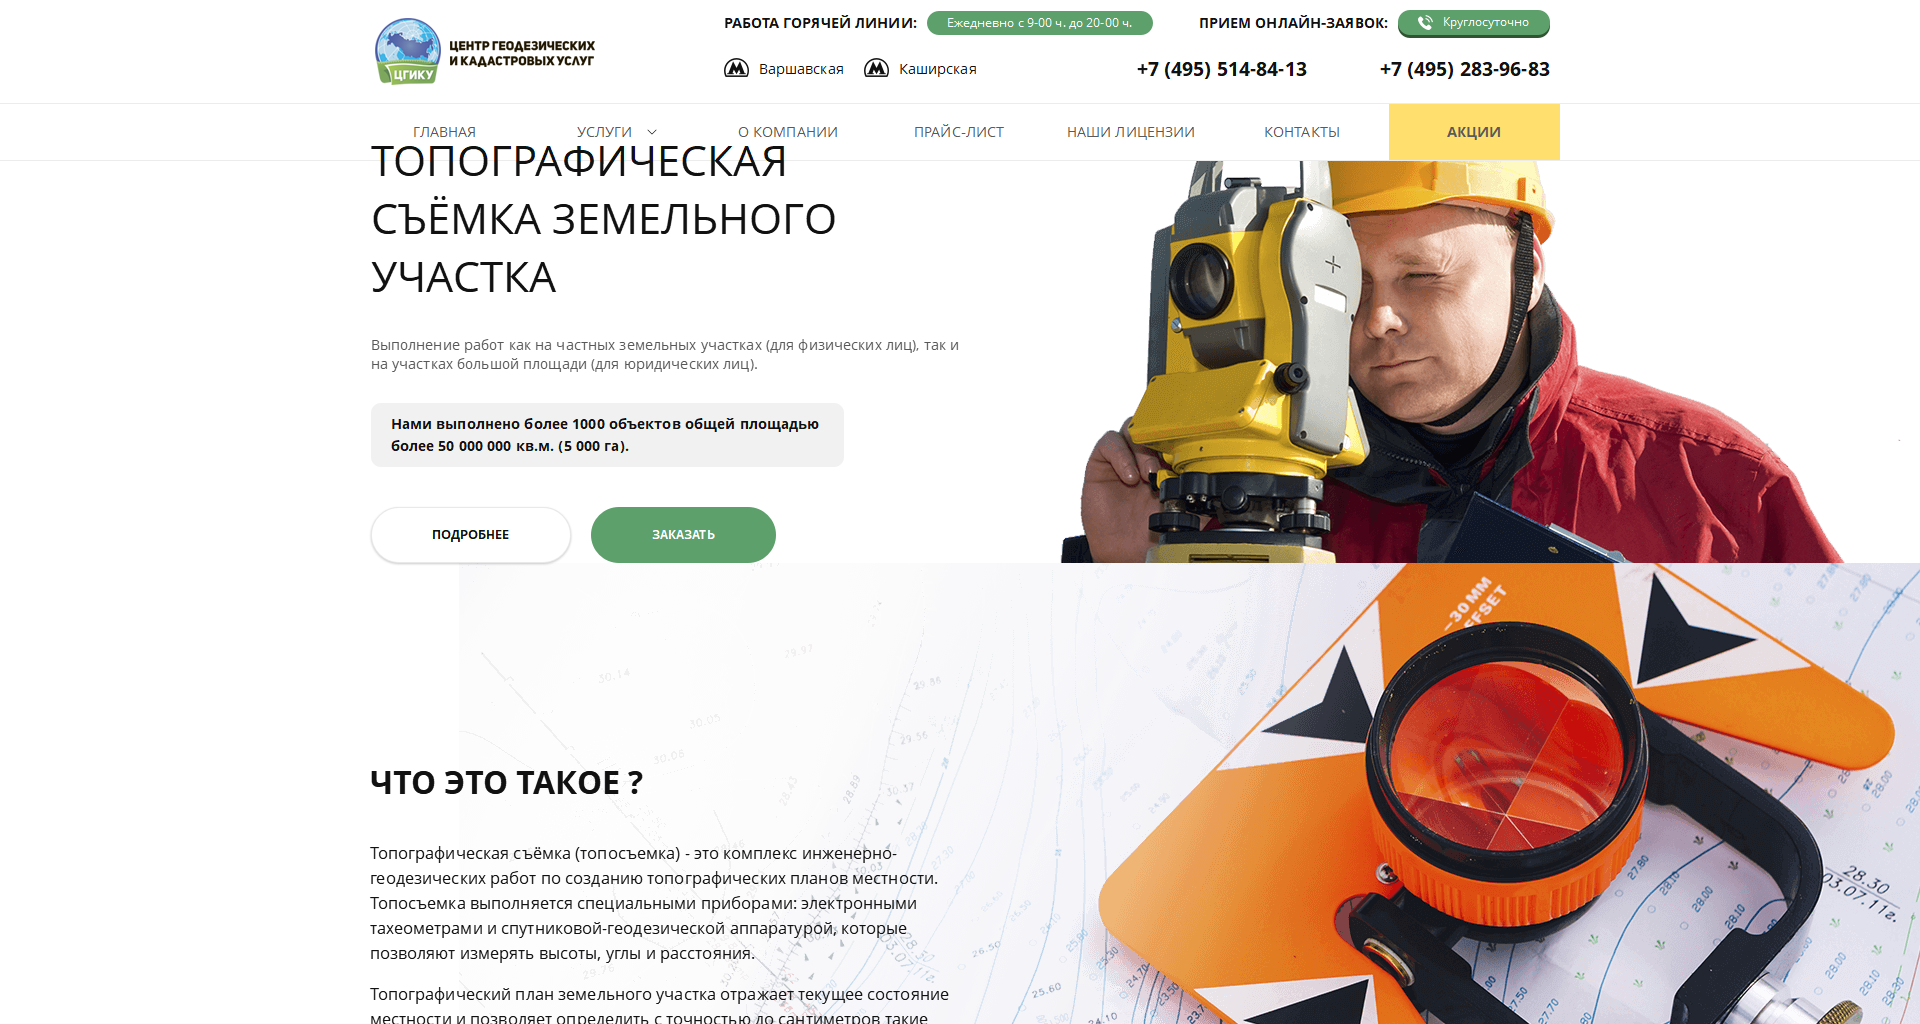 ЦГИКУ
ЦЕНТР ГЕОДЕЗИЧЕСКИХ
И КАДАСТРОВЫХ УСЛУГ
РАБОТА ГОРЯЧЕЙ ЛИНИИ:
Ежедневно с 9-00 ч. до 20-00 ч.
ПРИЕМ ОНЛАЙН-ЗАЯВОК:
Круглосуточно
Варшавская
Каширская
+7 (495) 514-84-13
+7 (495) 283-96-83
ГЛАВНАЯ
УСЛУГИ
О КОМПАНИИ
ПРАЙС-ЛИСТ
НАШИ ЛИЦЕНЗИИ
КОНТАКТЫ
АКЦИИ
ТОПОГРАФИЧЕСКАЯ
СЪЁМКА ЗЕМЕЛЬНОГО
УЧАСТКА
Выполнение работ как на частных земельных участках (для физических лиц), так и
на участках большой площади (для юридических лиц).
Нами выполнено более 1000 объектов общей площадью
более 50 000 000 кв.м. (5 000 га).
ПОДРОБНЕЕ
ЗАКАЗАТЬ
ЧТО ЭТО ТАКОЕ ?
Топографическая съёмка (топосъемка) - это комплекс инженерно-
геодезических работ по созданию топографических планов местности.
Топосъемка выполняется специальными приборами: электронными
тахеометрами и спутниковой-геодезической аппаратурой, которые
позволяют измерять высоты, углы и расстояния.
Топографический план земельного участка отражает текущее состояние
местности и позволяет определить с точностью до сантиметров такие
30MM
28.30
03.07.11г.